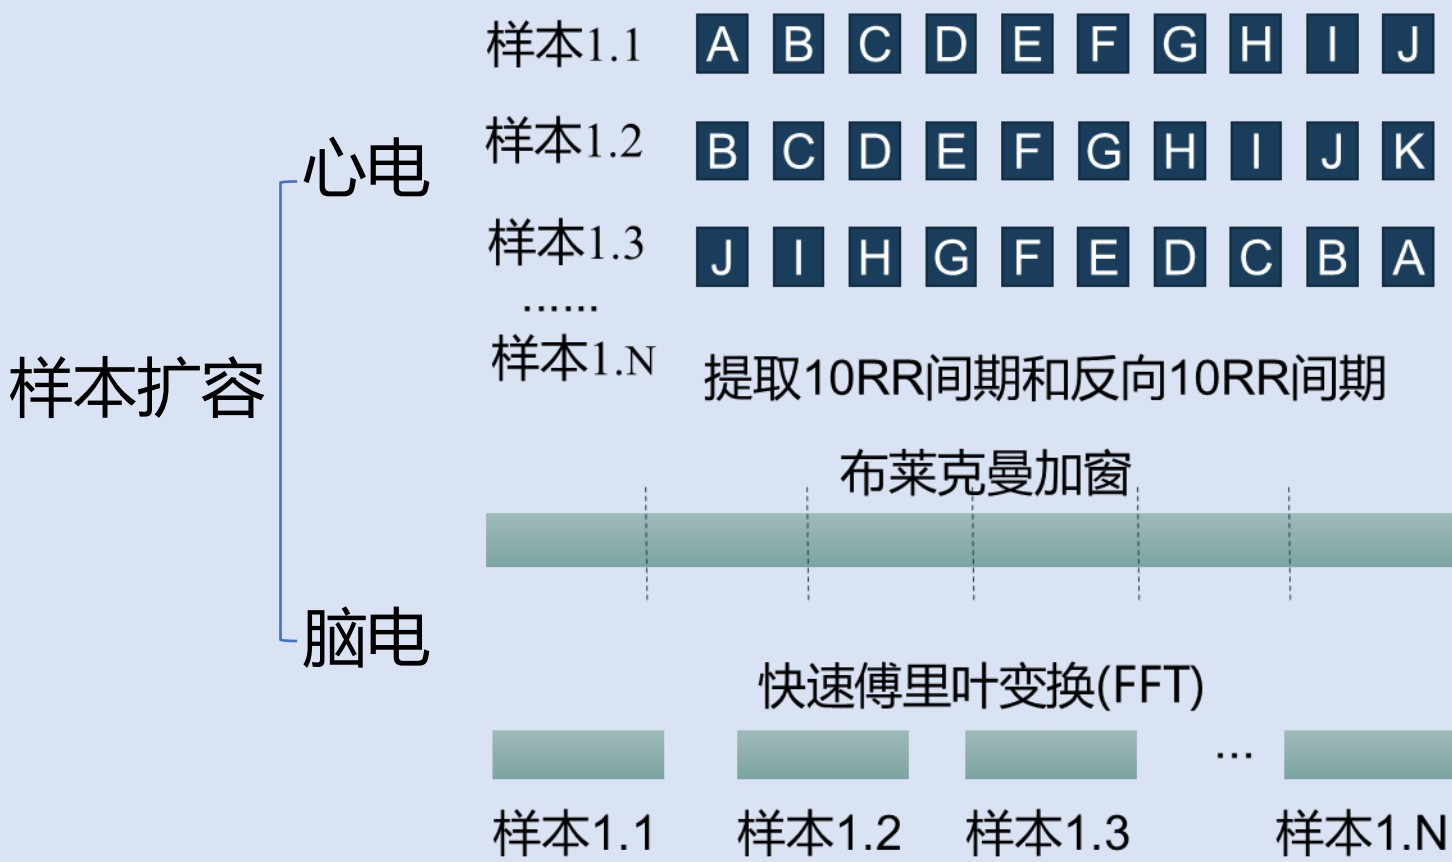 样本1.1 A B C D E F G H I J
样本1.2 B C D E F G H I J K
心电
样本1.3 J I H G F E D C B A
......
样本1.N 提取10RR间期和反向10RR间期
样本扩容
布莱克曼加窗
脑电
快速傅里叶变换(FFT)
...
样本1.1 样本1.2 样本1.3 样本1.N